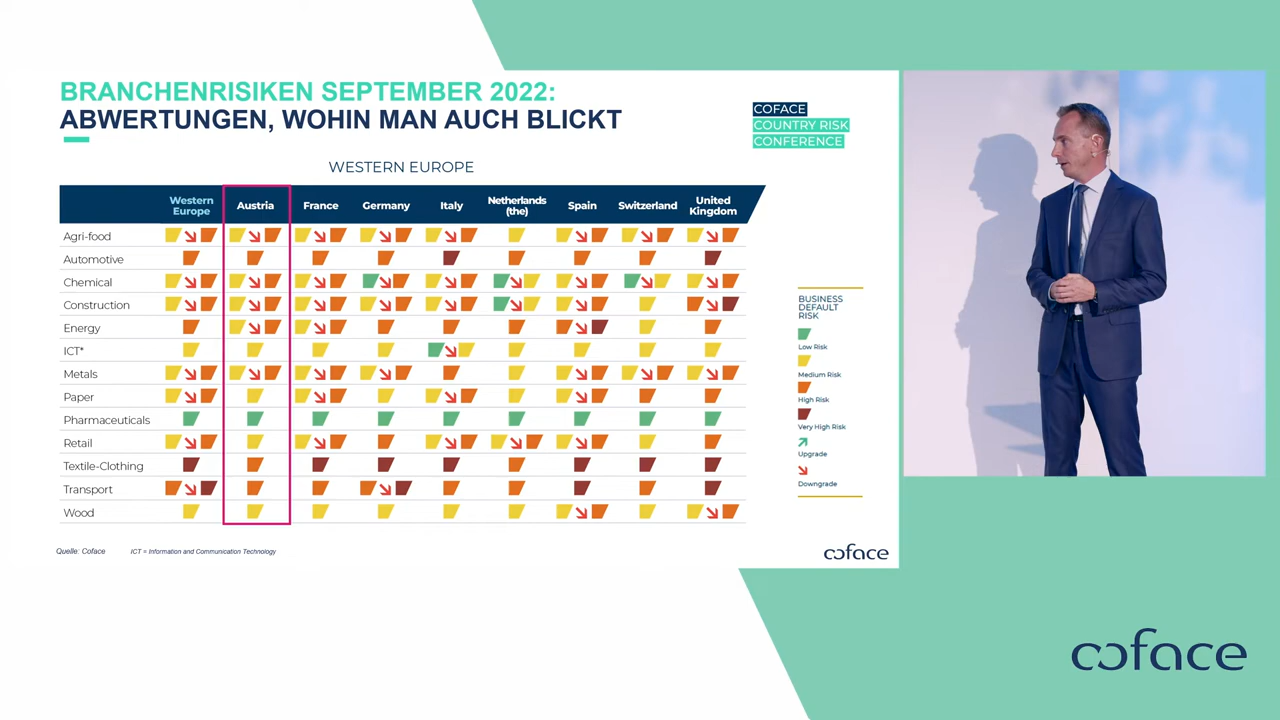 BRANCHENRISIKEN SEPTEMBER 2022:
ABWERTUNGEN, WOHIN MAN AUCH BLICKT
COFACE
COUNTRY RISK
CONFERENCE
WESTERN EUROPE
Western Europe Austria France Germany Italy Netherlands (the) Spain Switzerland United Kingdom
Agri-food
Automotive
Chemical
Construction
Energy
ICT*
Metals
Paper
Pharmaceuticals
Retail
Textile-Clothing
Transport
Wood
BUSINESS
DEFAULT
RISK
Low Risk
Medium Risk
High Risk
Very High Risk
Upgrade
Downgrade
Quelle: Coface ICT = Information and Communication Technology
coface
coface